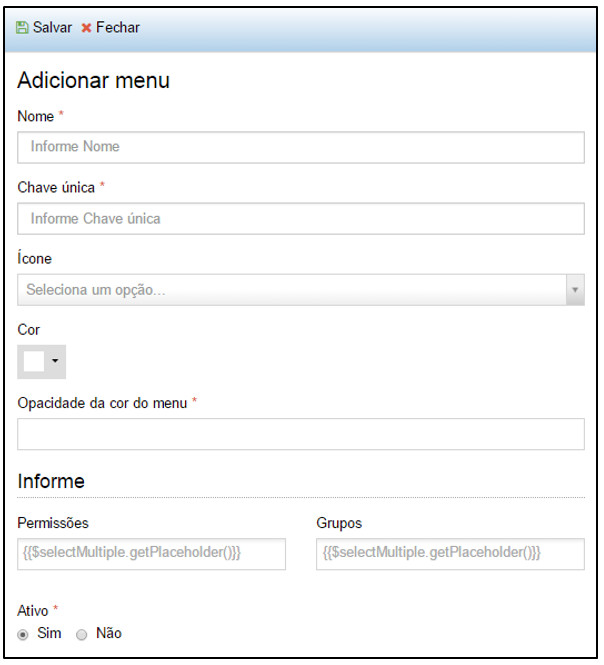 Salvar Fechar
Adicionar menu
Nome *
Informe Nome
Chave única *
Informe Chave única
Ícone
Seleciona um opção...
Cor
Opacidade da cor do menu *
Informe
Permissões Grupos
{{$selectMultiple.getPlaceholder()}} {{$selectMultiple.getPlaceholder()}}
Ativo *
Sim Não